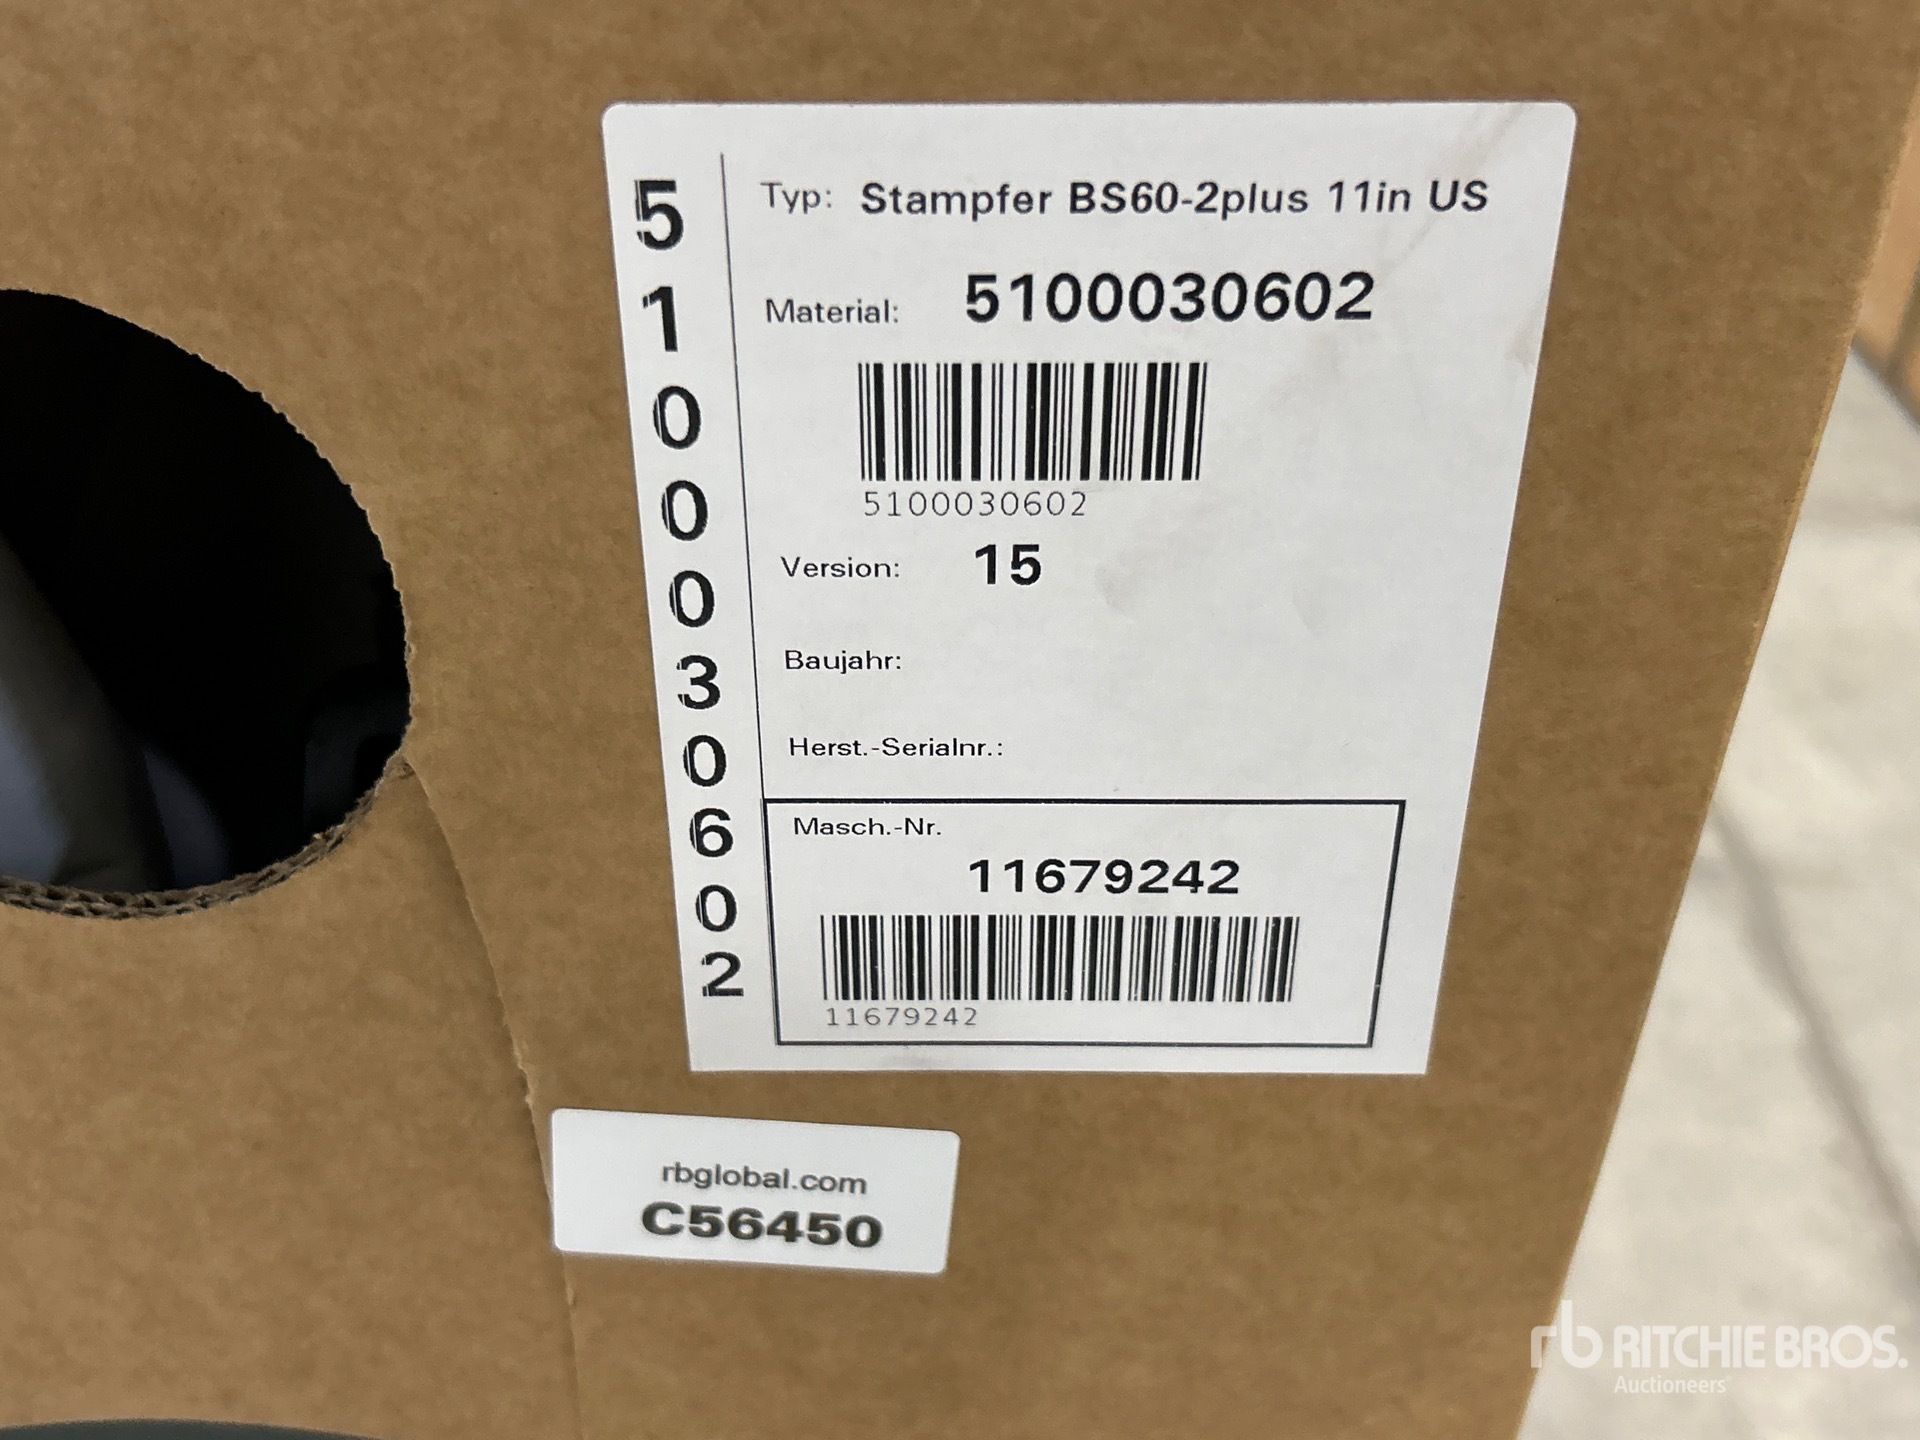 5100030602
Typ: Stampfer BS60-2plus 11in US
Material: 5100030602
5100030602
Version: 15
Baujahr:
Herst.-Serialnr.:
Masch.-Nr.
11679242
11679242
rbglobal.com
C56450
rb RITCHIE BROS.
Auctioneers